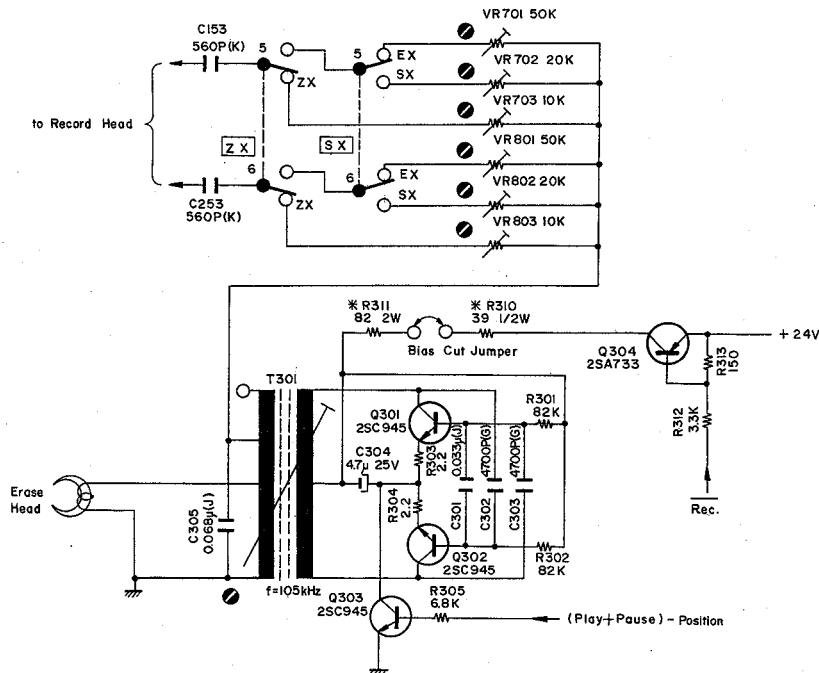 VR701 50K
C153
560P(K)
5
5
EX
VR702 20K
ZX
SX
VR703 10K
to Record Head
ZX
SX
VR801 50K
6
6
EX
VR802 20K
C253
560P(K)
ZX
SX
VR803 10K
* R311
82 2W
* R310
39 1/2W
Bias Cut Jumper
Q304
2SA733
+24V
R313
150
T301
Q301
2SC945
R301
82K
R312
3.3K
C304
4.7μ 25V
R303
2.2
0.033μ(J)
4700P(G)
4700P(G)
Erase
Head
C305
0.068μ(J)
R304
2.2
C301
C302
C303
Rec.
Q302
2SC945
R302
82K
f=105kHz
Q303
2SC945
R305
6.8K
(Play+Pause)-Position